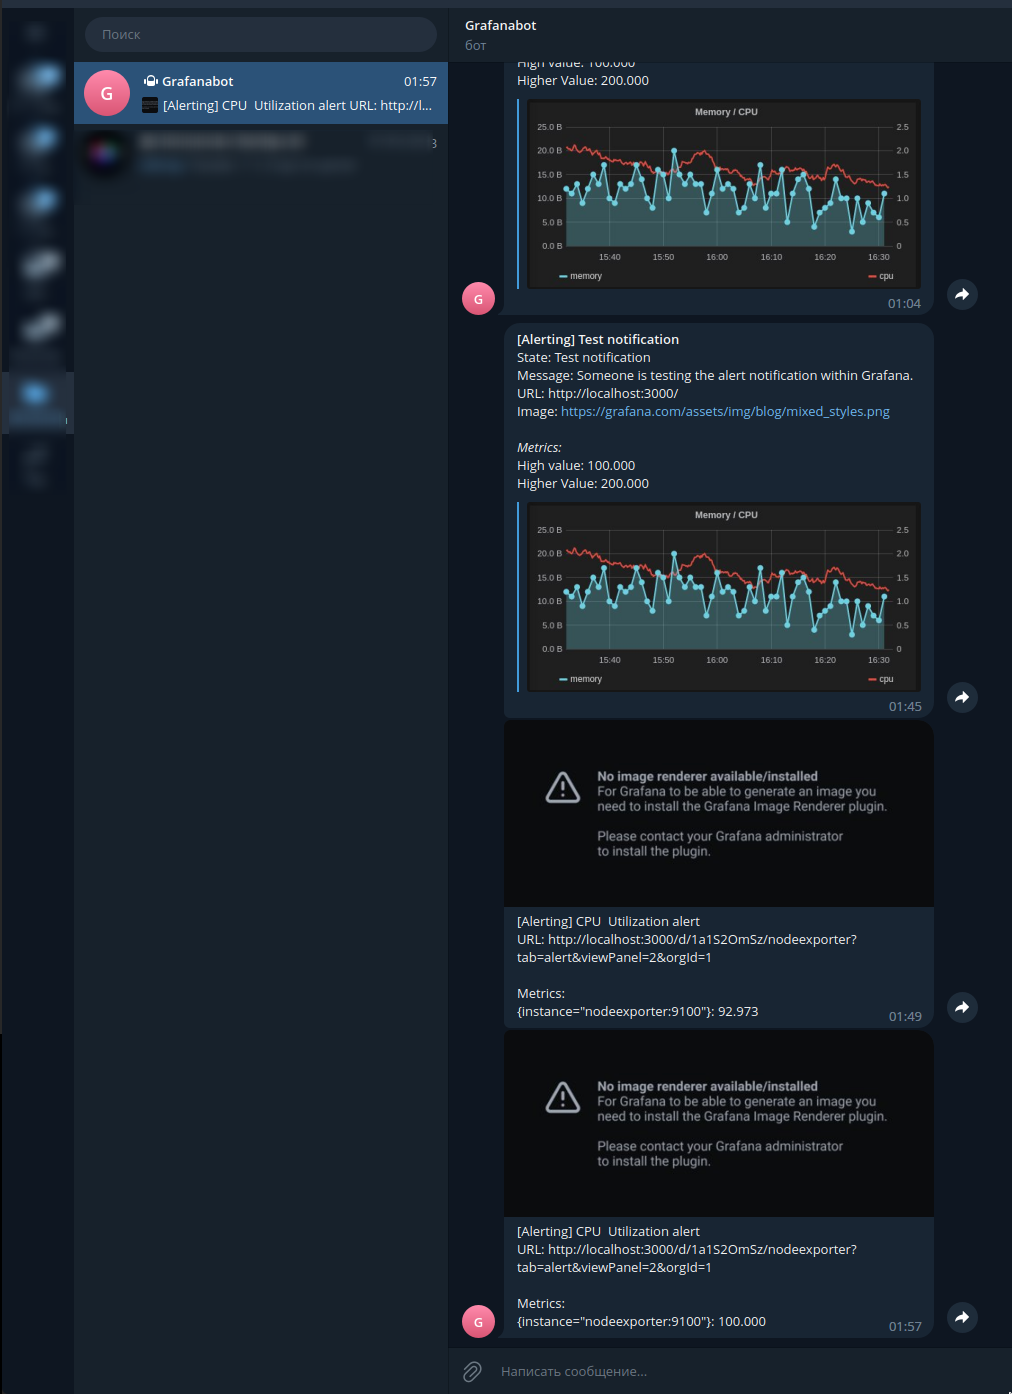 Поиск
G
Grafanabot
01:57
[Alerting] CPU  Utilization alert URL: http://l...
3
Grafanabot
бот
High value: 100.000
Higher Value: 200.000
Memory / CPU
25.0 B
20.0 B
15.0 B
10.0 B
5.0 B
0.0 B
2.5
2.0
1.5
1.0
0.5
0
15:40 15:50 16:00 16:10 16:20 16:30
memory cpu
01:04
G
[Alerting] Test notification
State: Test notification
Message: Someone is testing the alert notification within Grafana.
URL: http://localhost:3000/
Image: https://grafana.com/assets/img/blog/mixed_styles.png
Metrics:
High value: 100.000
Higher Value: 200.000
Memory / CPU
25.0 B
20.0 B
15.0 B
10.0 B
5.0 B
0.0 B
2.5
2.0
1.5
1.0
0.5
0
15:40 15:50 16:00 16:10 16:20 16:30
memory cpu
01:45
No image renderer available/installed
For Grafana to be able to generate an image you
need to install the Grafana Image Renderer plugin.
Please contact your Grafana administrator
to install the plugin.
[Alerting] CPU  Utilization alert
URL: http://localhost:3000/d/1a1S2OmSz/nodeexporter?
tab=alert&viewPanel=2&orgId=1
Metrics:
{instance="nodeexporter:9100"}: 92.973
01:49
No image renderer available/installed
For Grafana to be able to generate an image you
need to install the Grafana Image Renderer plugin.
Please contact your Grafana administrator
to install the plugin.
[Alerting] CPU  Utilization alert
URL: http://localhost:3000/d/1a1S2OmSz/nodeexporter?
tab=alert&viewPanel=2&orgId=1
Metrics:
{instance="nodeexporter:9100"}: 100.000
01:57
G
Написать сообщение...